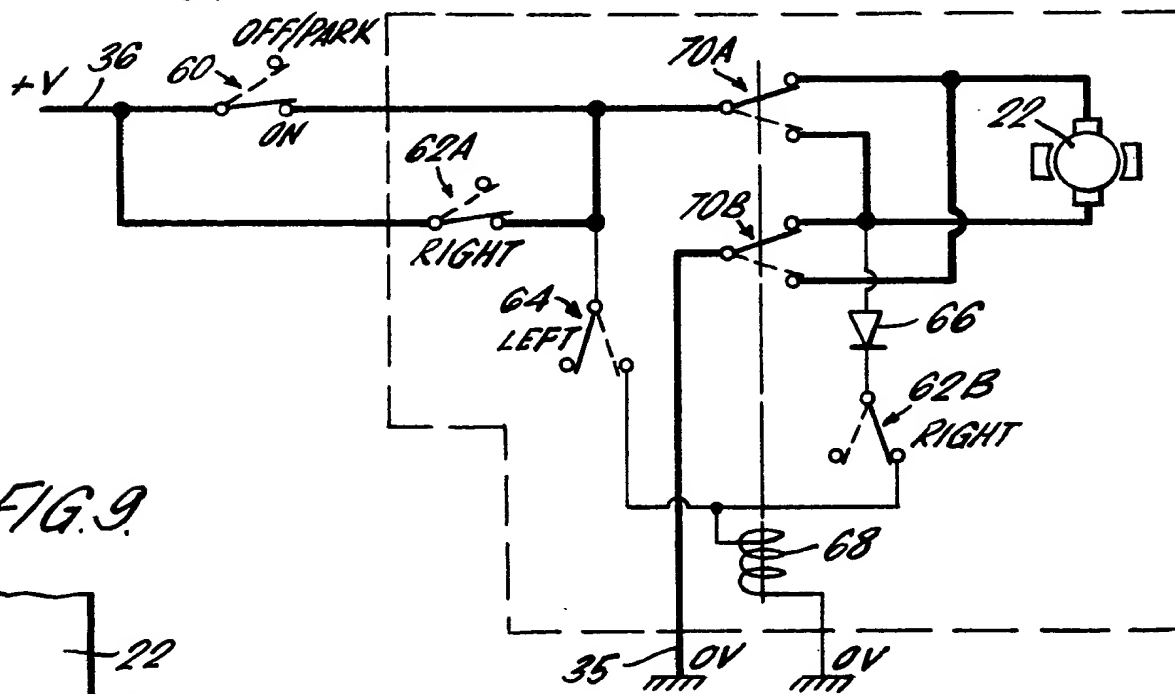 OFF/PARK
+V
36
60
ON
70A
22
62A
RIGHT
70B
64
LEFT
66
62B
RIGHT
FIG. 9.
68
22
35
0V
0V